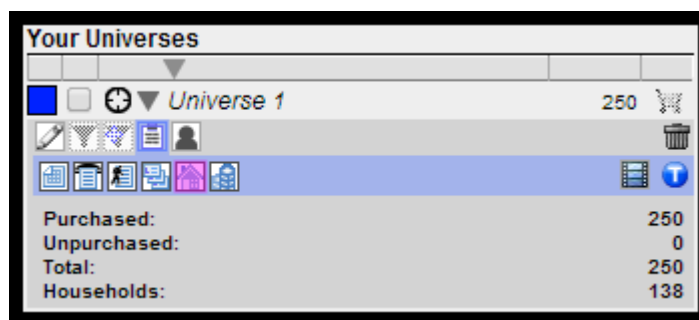 Your Universes
Universe 1 250
T
Purchased: 250
Unpurchased: 0
Total: 250
Households: 138